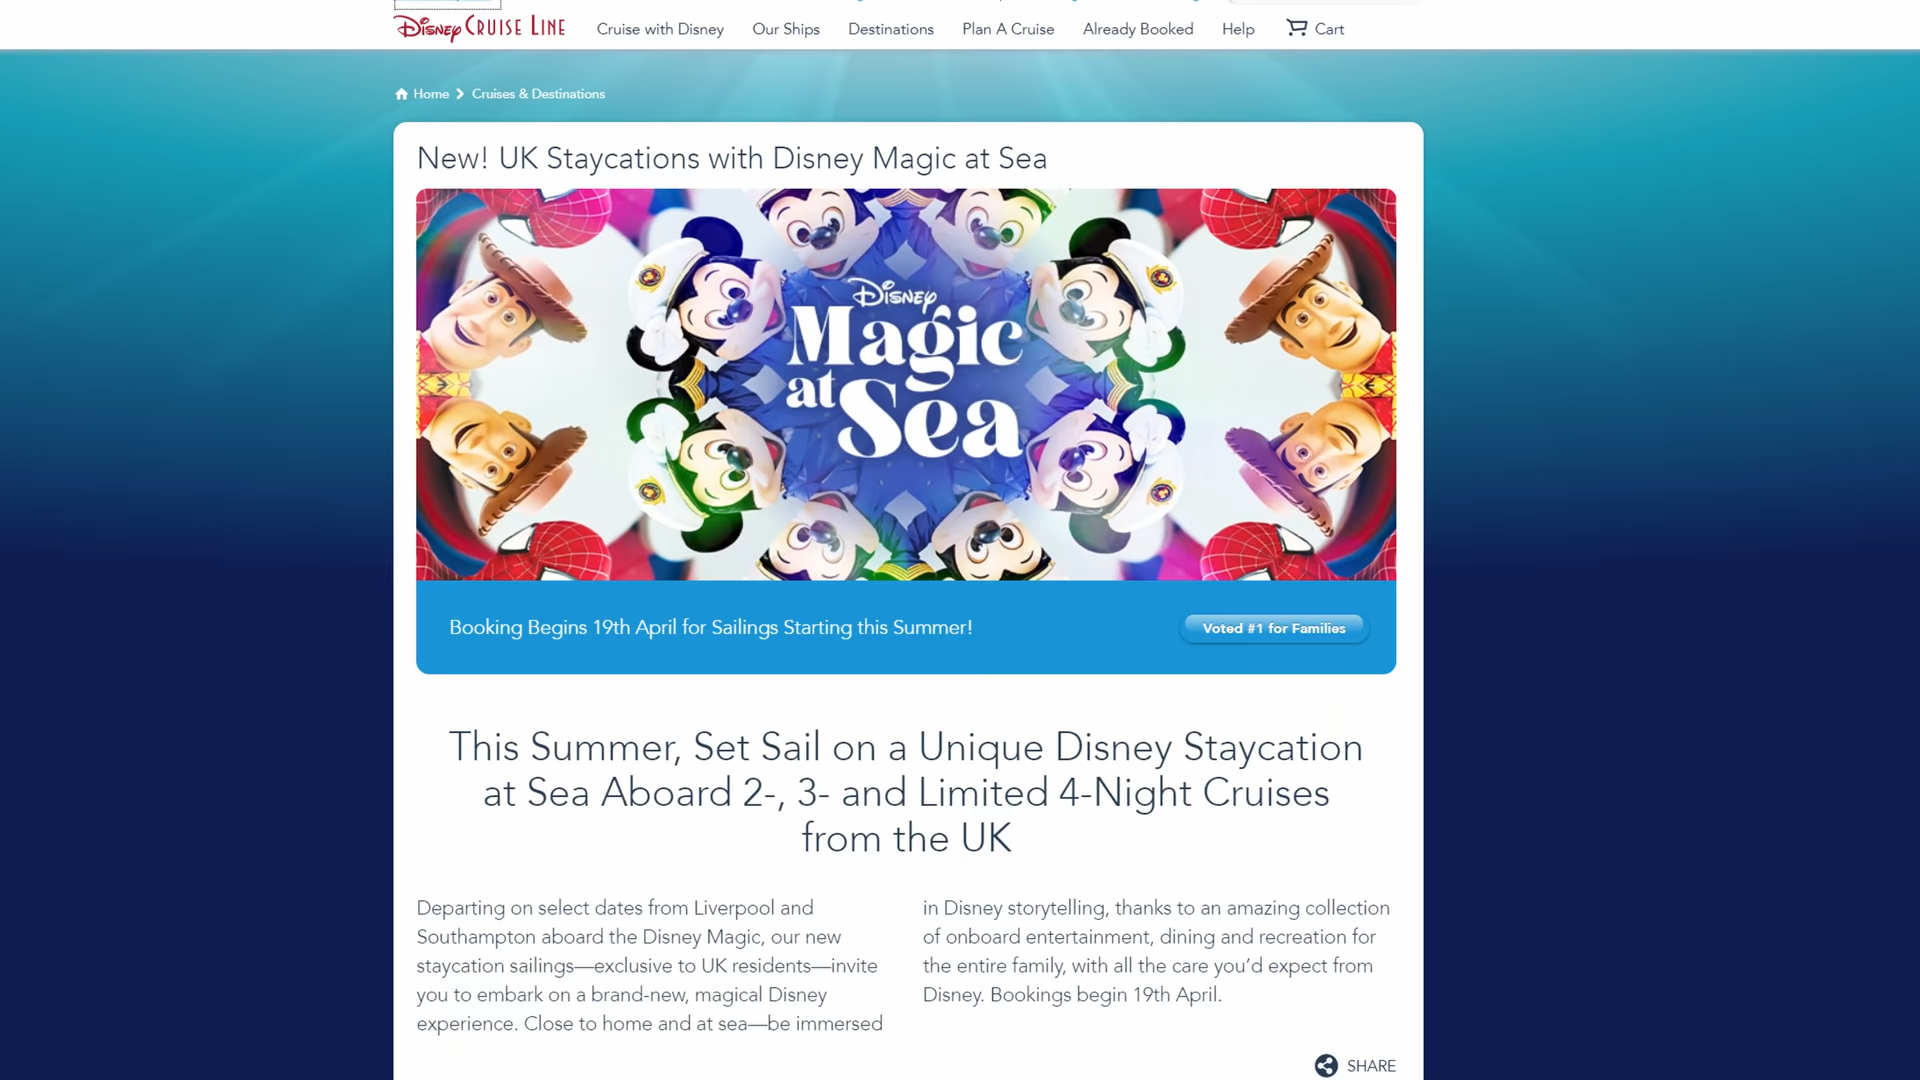 Disney CRUISE LINE
Cruise with Disney
Our Ships
Destinations
Plan A Cruise
Already Booked
Help
Cart
Home
Cruises & Destinations
New! UK Staycations with Disney Magic at Sea
Disney
Magic
at Sea
Booking Begins 19th April for Sailings Starting this Summer!
Voted #1 for Families
This Summer, Set Sail on a Unique Disney Staycation
at Sea Aboard 2-, 3- and Limited 4-Night Cruises
from the UK
Departing on select dates from Liverpool and
Southampton aboard the Disney Magic, our new
staycation sailings—exclusive to UK residents—invite
you to embark on a brand-new, magical Disney
experience. Close to home and at sea—be immersed
in Disney storytelling, thanks to an amazing collection
of onboard entertainment, dining and recreation for
the entire family, with all the care you’d expect from
Disney. Bookings begin 19th April.
SHARE